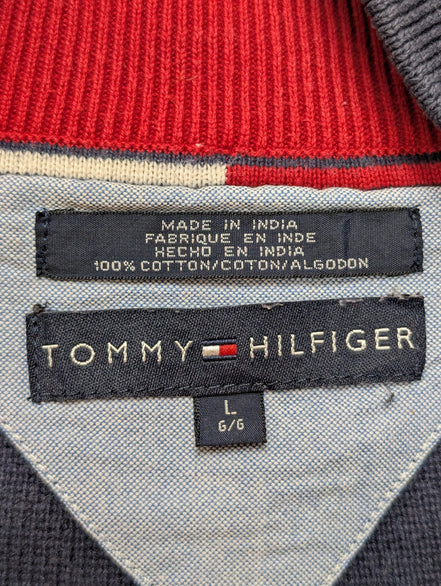 MADE IN INDIA
FABRIQUE EN INDE
HECHO EN INDIA
100% COTTON/COTON/ALGODON
TOMMY HILFIGER
L
G/G